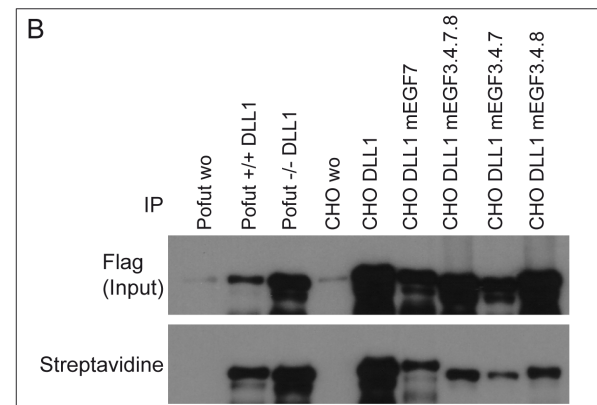 B
IP
Pofut wo
Pofut +/+ DLL1
Pofut -/- DLL1
CHO wo
CHO DLL1
CHO DLL1 mEGF7
CHO DLL1 mEGF3.4.7.8
CHO DLL1 mEGF3.4.7
CHO DLL1 mEGF3.4.8
Flag
(Input)
Streptavidine